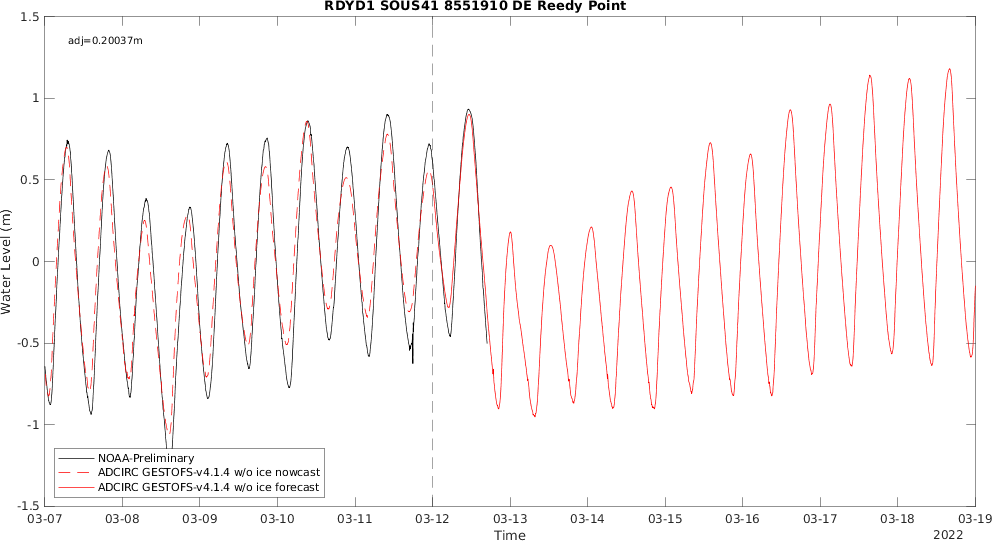 RDYD1 SOUS41 8551910 DE Reedy Point
adj=0.20037m
1.5
1
0.5
0
-0.5
-1
-1.5
Water Level (m)
NOAA-Preliminary
ADCIRC GESTOFS-v4.1.4 w/o ice nowcast
ADCIRC GESTOFS-v4.1.4 w/o ice forecast
03-07 03-08 03-09 03-10 03-11 03-12 03-13 03-14 03-15 03-16 03-17 03-18 03-19
Time
2022